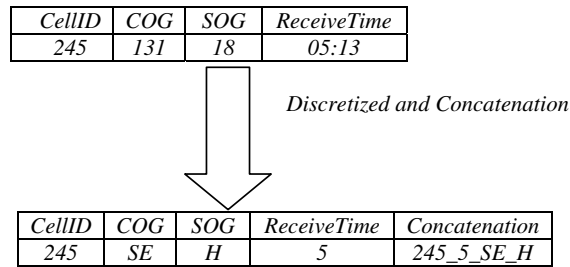 CellID COG SOG ReceiveTime
245 131 18 05:13
Discretized and Concatenation
CellID COG SOG ReceiveTime Concatenation
245 SE H 5 245_5_SE_H